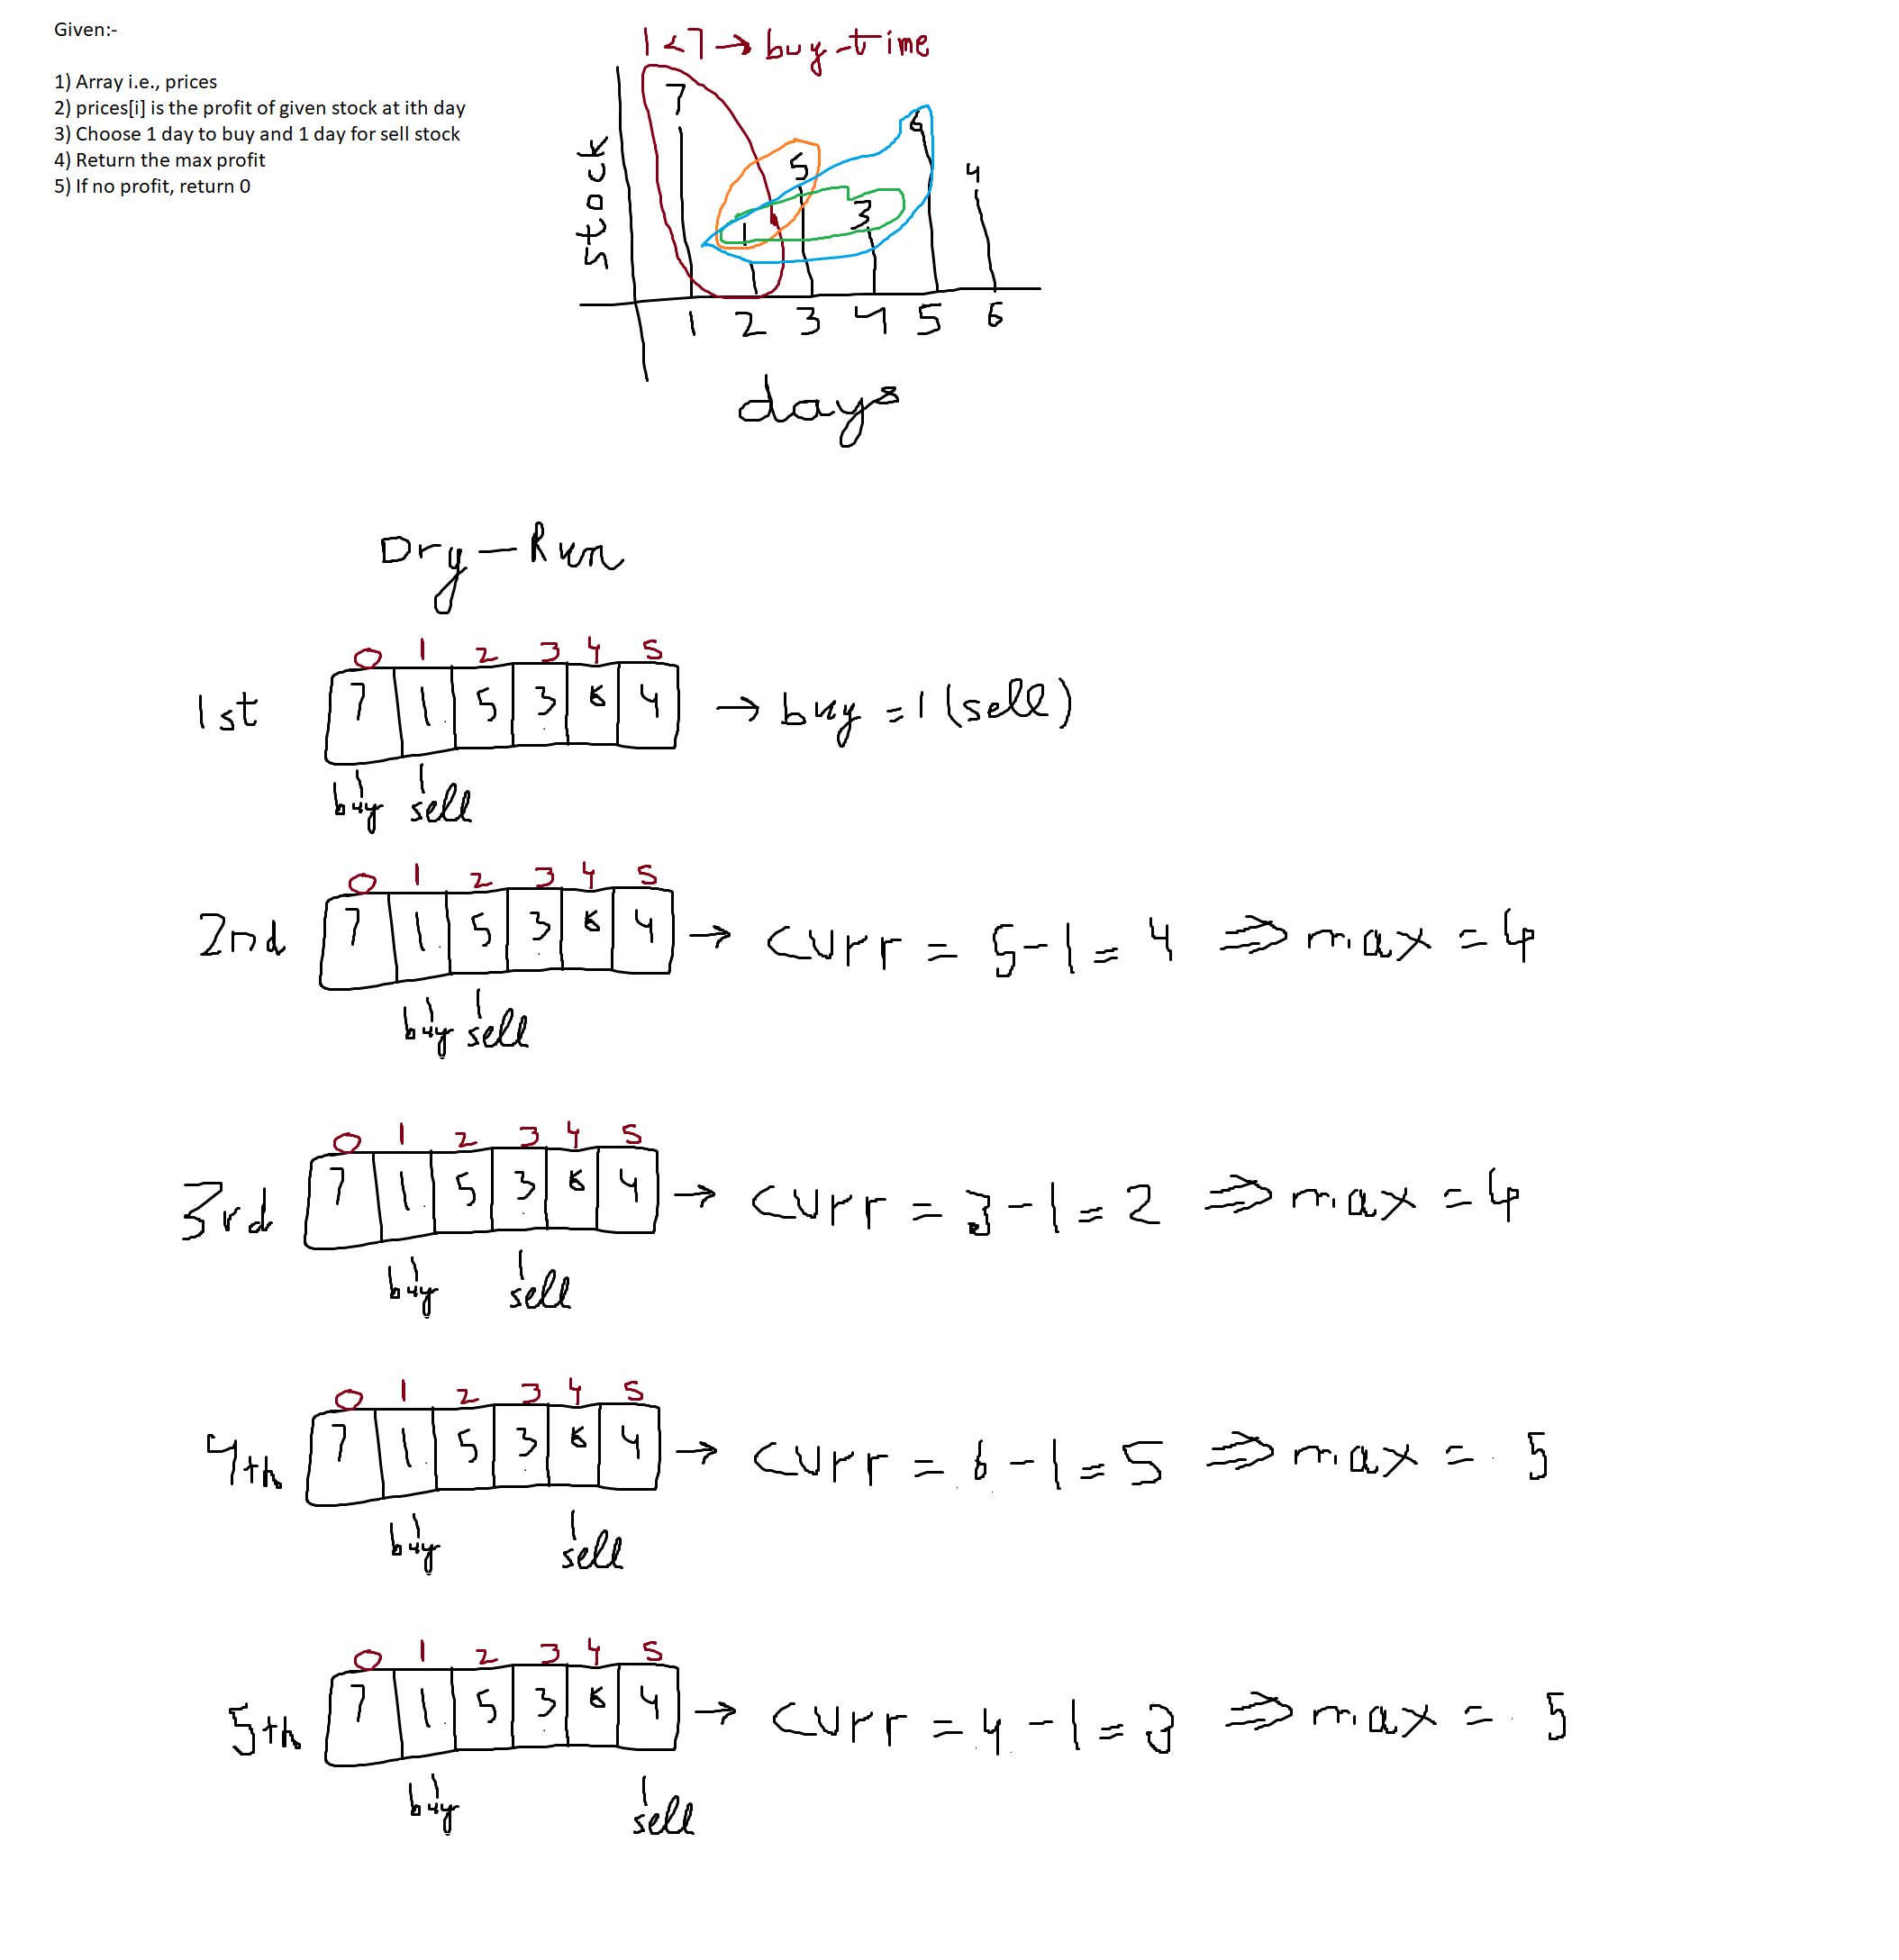 Given:-
1) Array i.e., prices
2) prices[i] is the profit of given stock at ith day
3) Choose 1 day to buy and 1 day for sell stock
4) Return the max profit
5) If no profit, return 0
1<7→buy-time
7
5
6
4
3
1
stock
1 2 3 4 5 6
days
Dry-Run
0 1 2 3 4 5
1st 7 1 5 3 6 4 → buy = 1 (sell)
buy sell
0 1 2 3 4 5
2nd 7 1 5 3 6 4 → curr = 5-1 = 4 ⇒ max = 4
buy sell
0 1 2 3 4 5
3rd 7 1 5 3 6 4 → curr = 3-1 = 2 ⇒ max = 4
buy sell
0 1 2 3 4 5
4th 7 1 5 3 6 4 → curr = 6-1 = 5 ⇒ max = 5
buy sell
0 1 2 3 4 5
5th 7 1 5 3 6 4 → curr = 4-1 = 3 ⇒ max = 5
buy sell